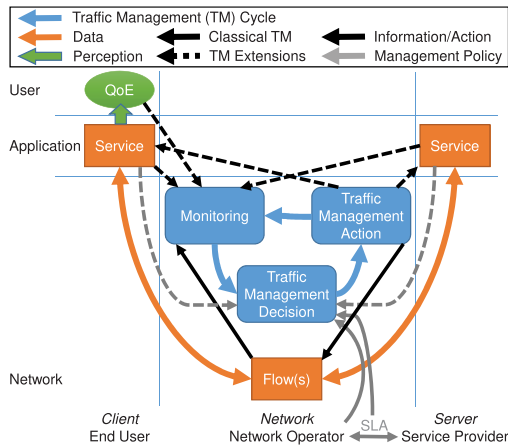 Traffic Management (TM) Cycle
Data
Classical TM
Information/Action
Perception
TM Extensions
Management Policy
User
QoE
Application
Service
Service
Monitoring
Traffic
Management
Action
Traffic
Management
Decision
Network
Flow(s)
SLA
Client
End User
Network
Network Operator
Server
Service Provider